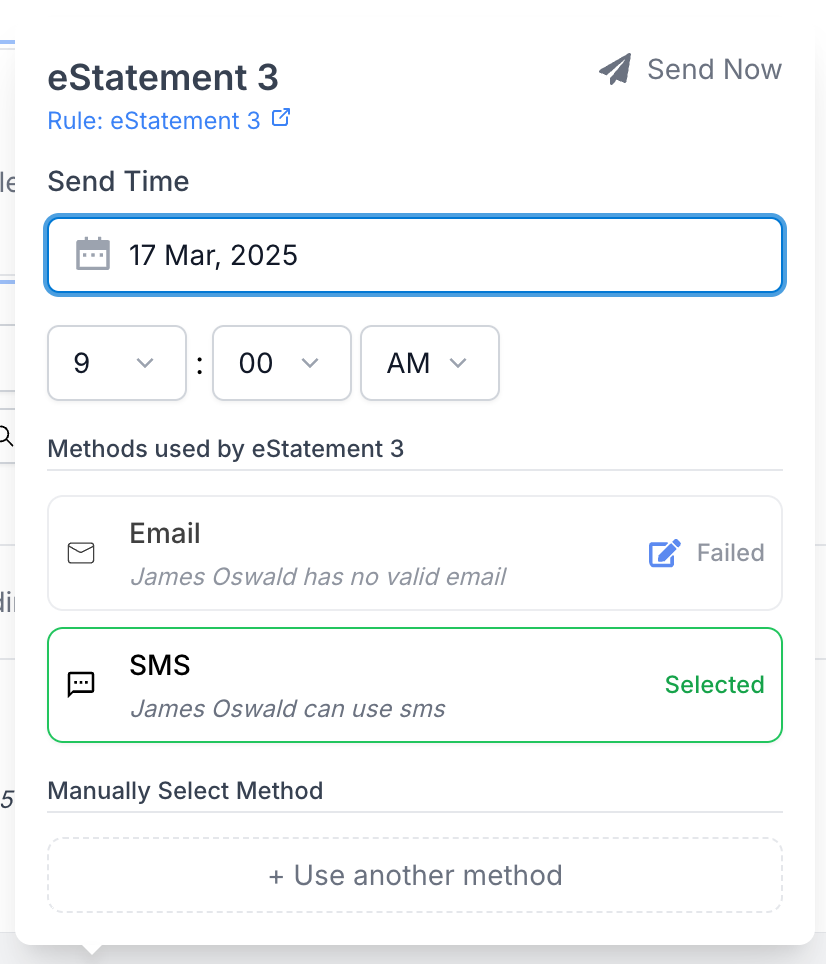 eStatement 3
Send Now
Rule: eStatement 3
Send Time
17 Mar, 2025
9 : 00 AM
Methods used by eStatement 3
Email
James Oswald has no valid email
Failed
SMS
James Oswald can use sms
Selected
Manually Select Method
+ Use another method